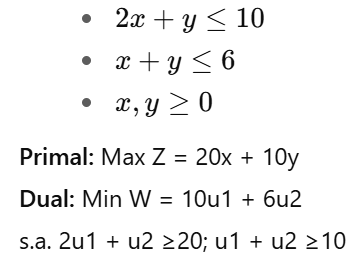 • 2x + y ≤ 10
• x + y ≤ 6
• x, y ≥ 0
Primal: Max Z = 20x + 10y
Dual: Min W = 10u1 + 6u2
s.a. 2u1 + u2 ≥20; u1 + u2 ≥10